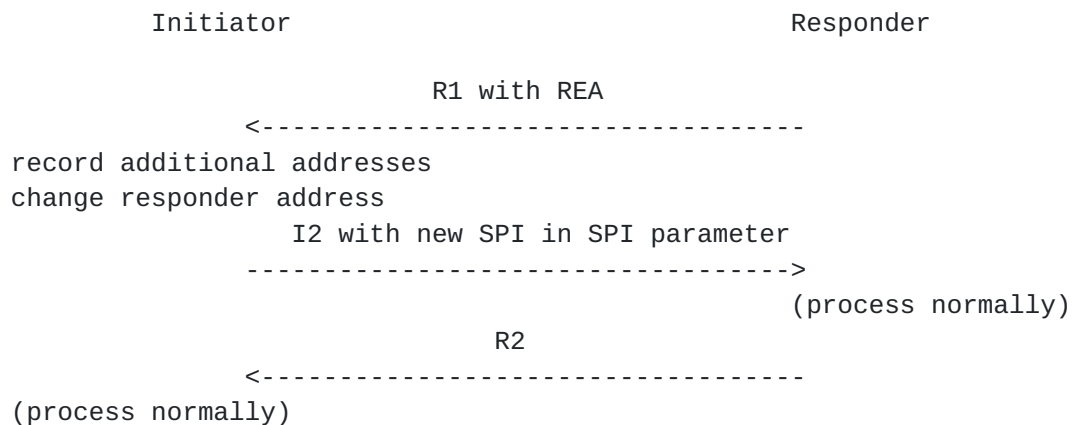 Initiator                                Responder
R1 with REA
<-----------------------------------
record additional addresses
change responder address
I2 with new SPI in SPI parameter
----------------------------------->
(process normally)
R2
<-----------------------------------
(process normally)